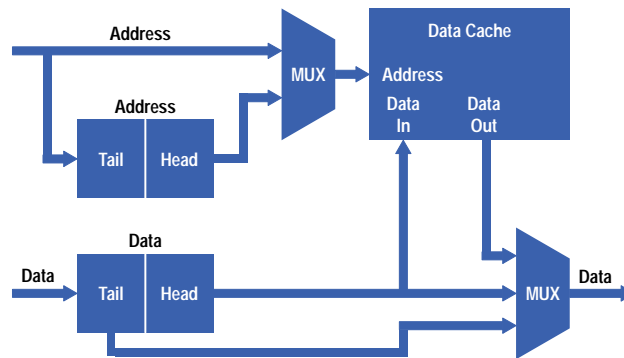 Address
Data Cache
MUX
Address
Address
Data
In
Data
Out
Tail
Head
Data
Data
Tail
Head
MUX
Data